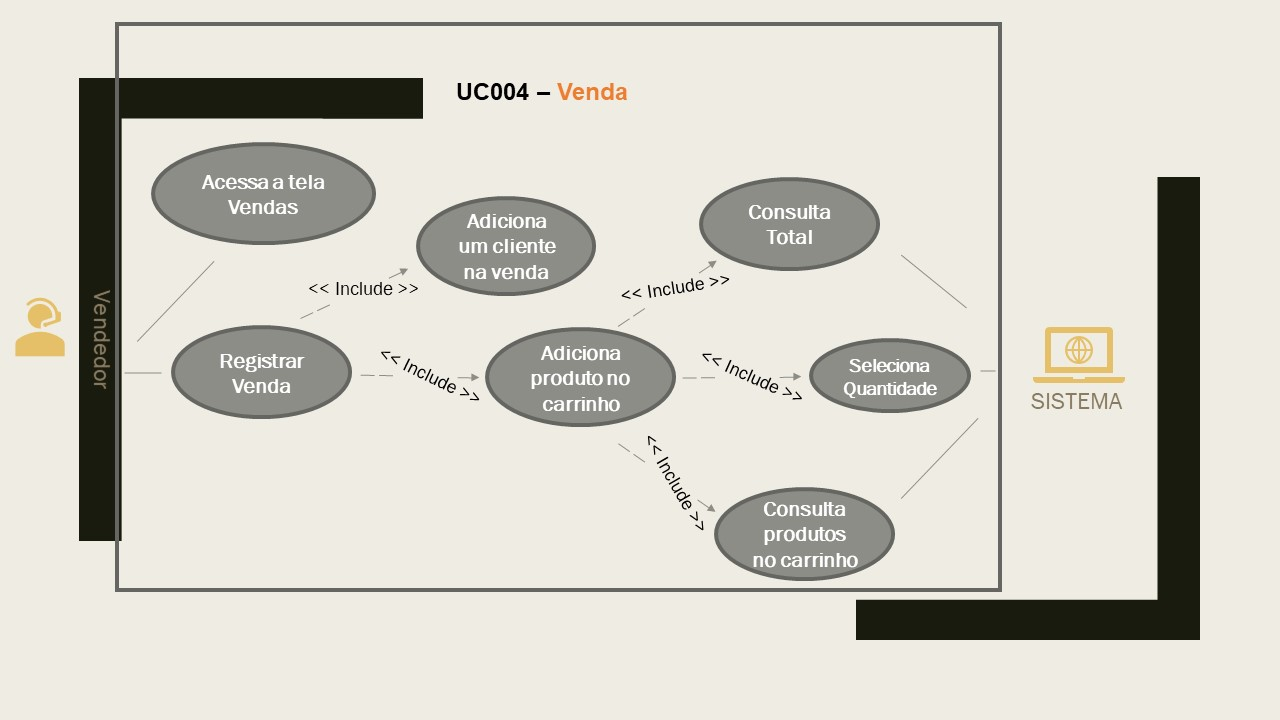 UC004 – Venda
Acessa a tela
Vendas
Adiciona
um cliente
na venda
Consulta
Total
<< Include >>
<< Include >>
Vendedor
Registrar
Venda
<< Include >>
Adiciona
produto no
carrinho
<< Include >>
Seleciona
Quantidade
SISTEMA
<< Include >>
Consulta
produtos
no carrinho